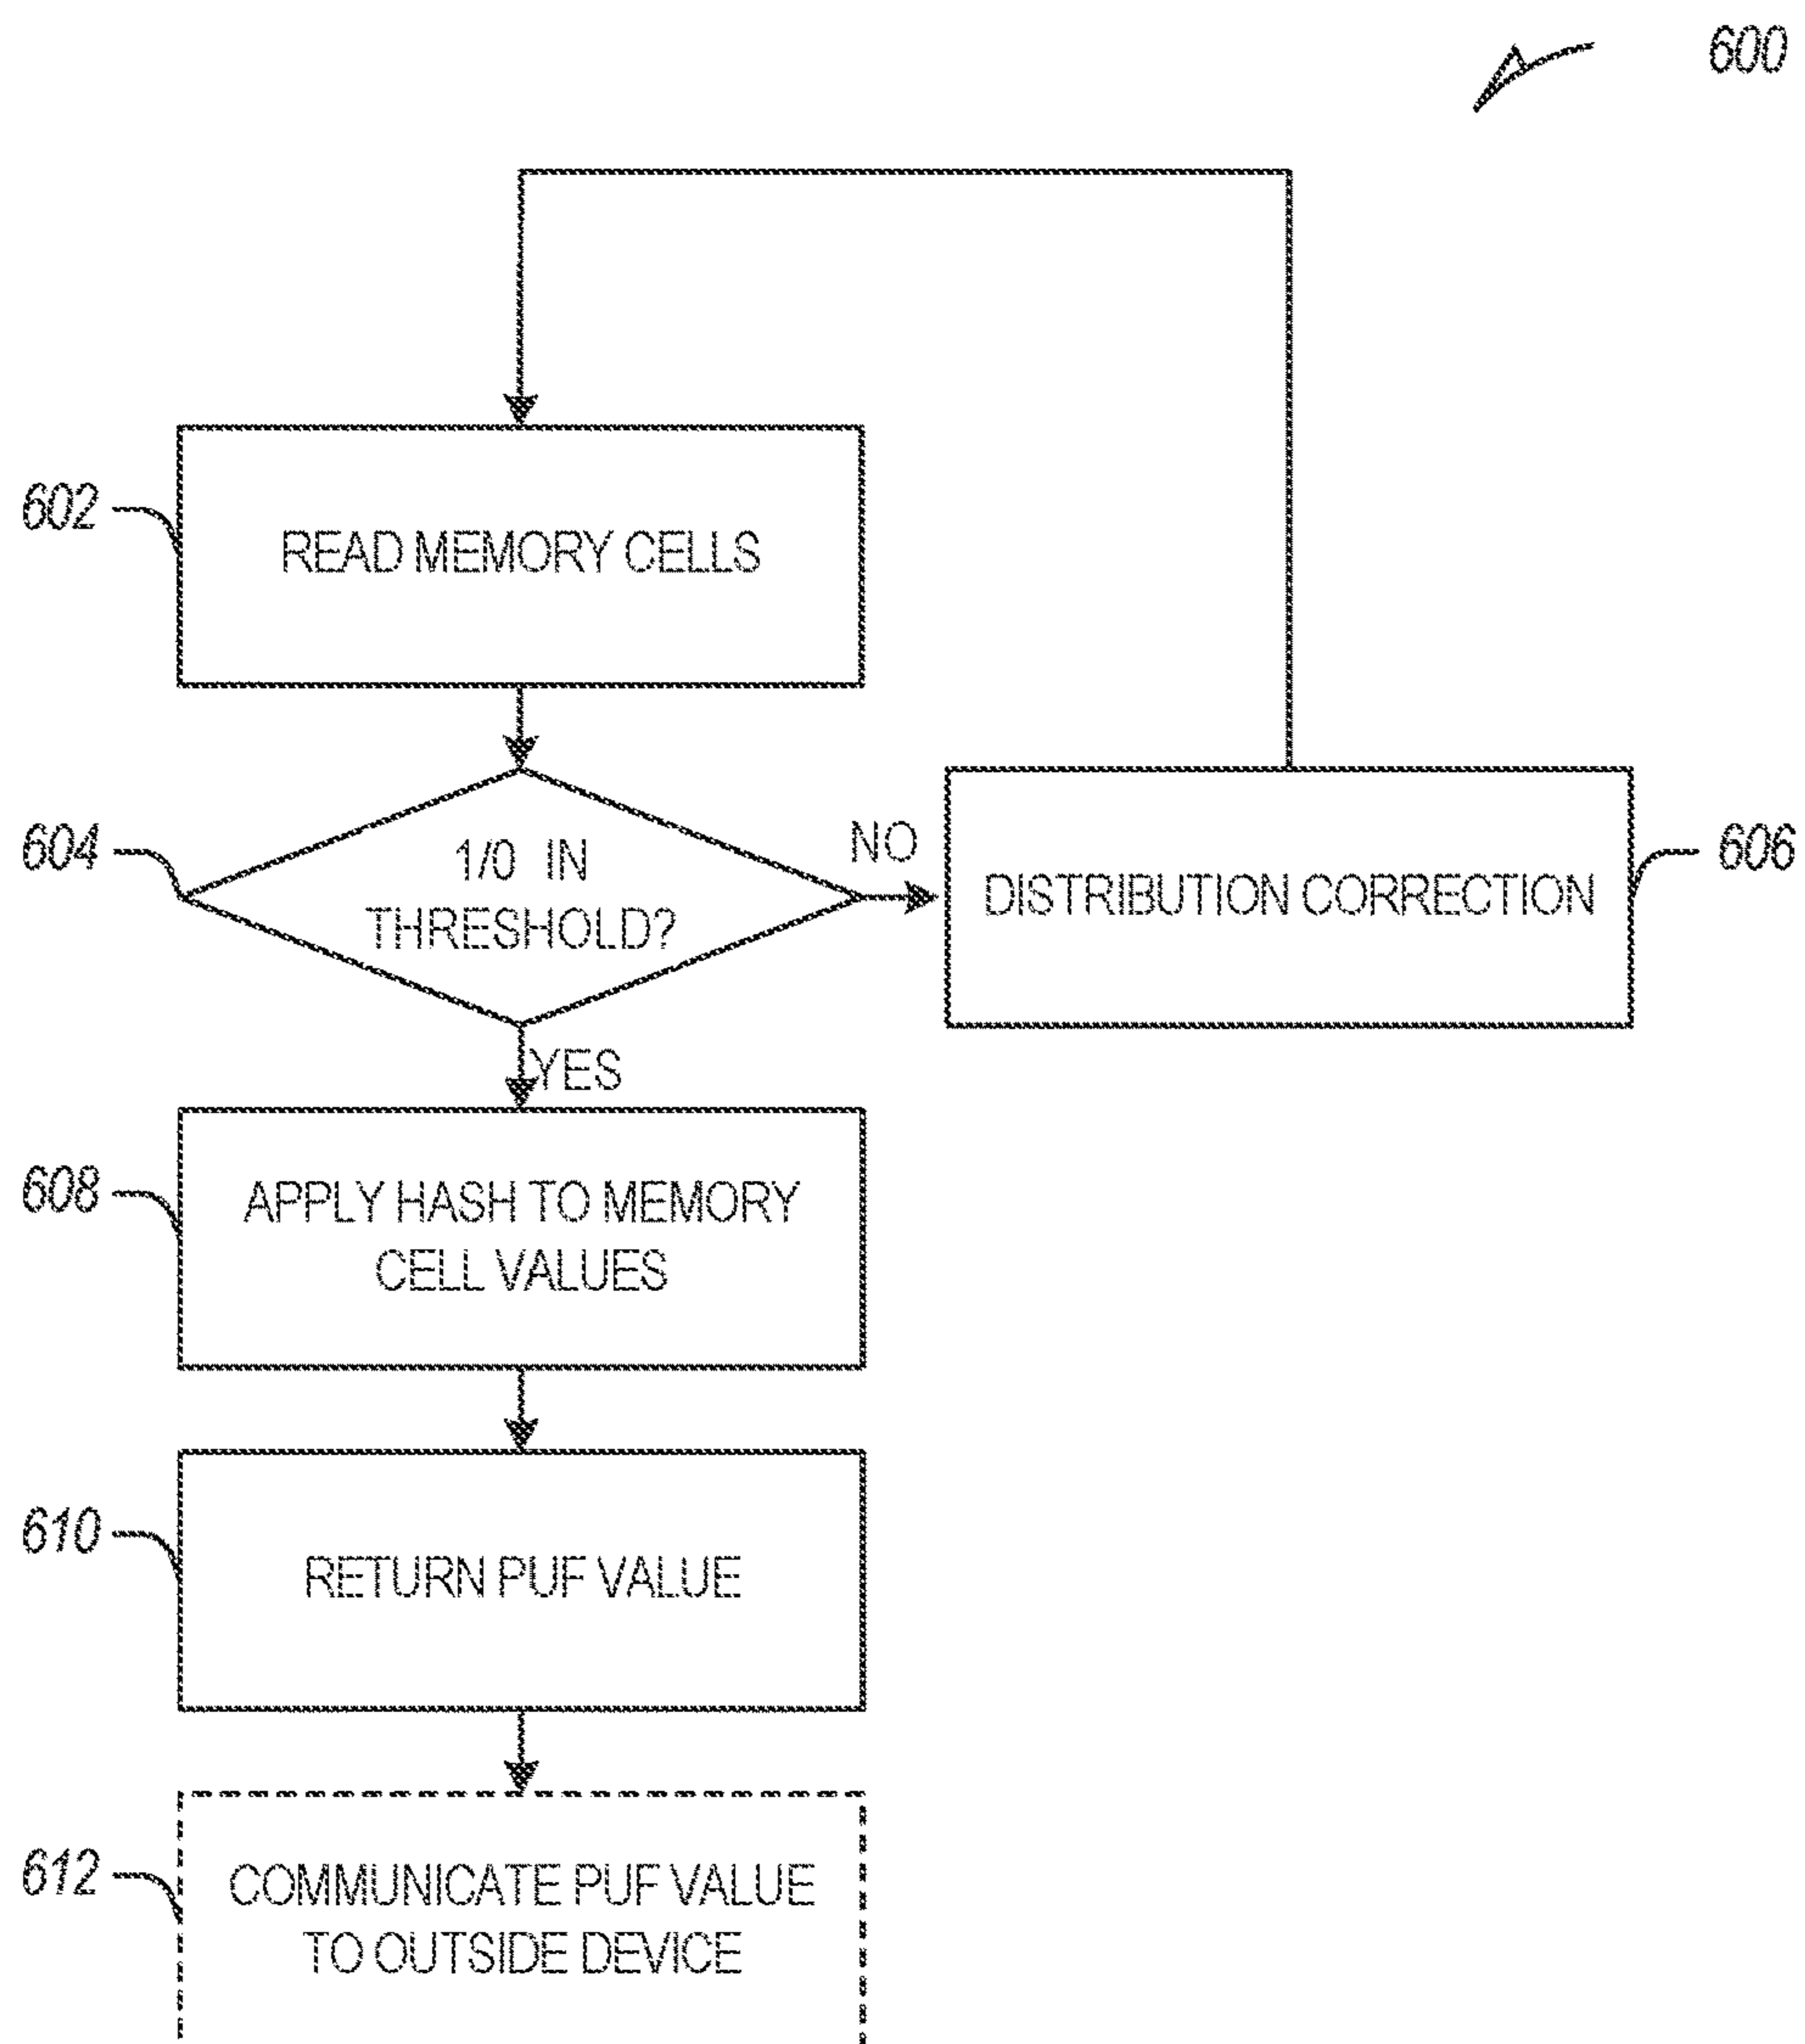 600
602
READ MEMORY CELLS
604
1/0 IN
THRESHOLD?
NO
DISTRIBUTION CORRECTION
606
YES
608
APPLY HASH TO MEMORY
CELL VALUES
610
RETURN PUF VALUE
612
COMMUNICATE PUF VALUE
TO OUTSIDE DEVICE